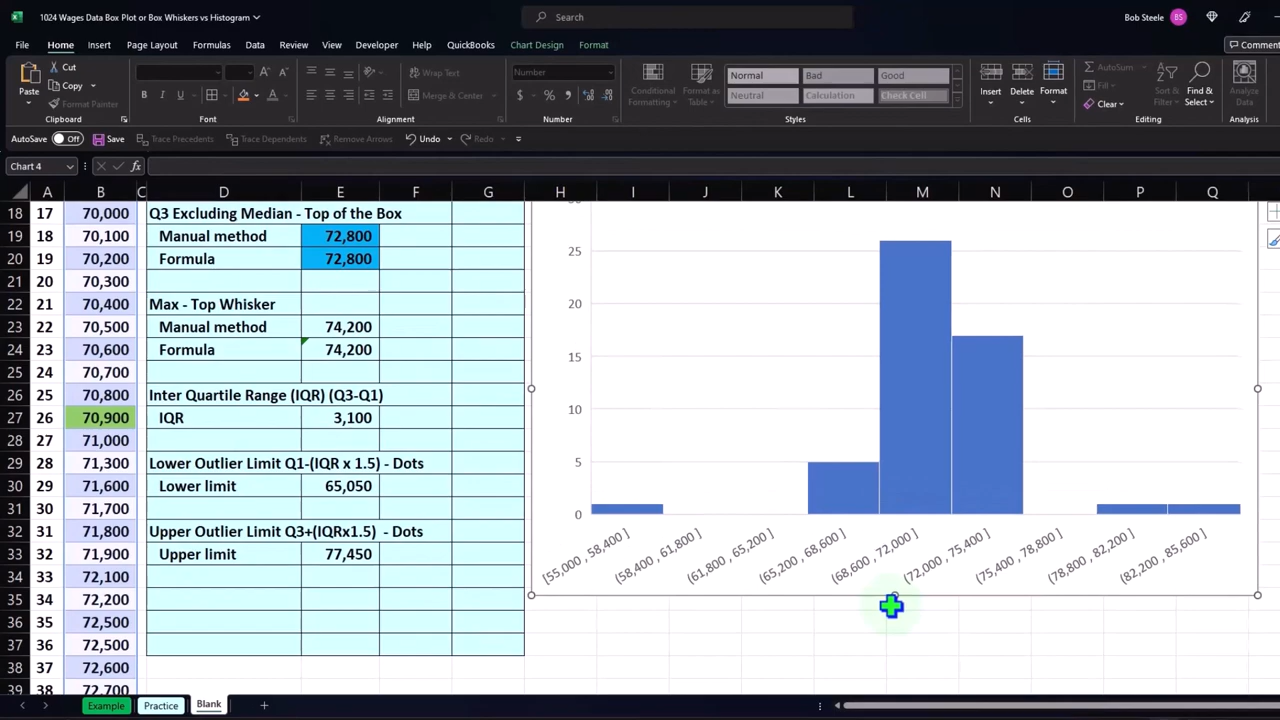 1024 Wages Data Box Plot or Box Whiskers vs Histogram
Search
Bob Steele BS
File Home Insert Page Layout Formulas Data Review View Developer Help QuickBooks Chart Design Format Comment
Paste Cut Copy Format Painter
Wrap Text Merge & Center
Number
Conditional Formatting Format as Table
Normal Bad Good
Neutral Calculation Check Cell
Insert Delete Format
AutoSum Fill Clear
Sort & Filter Find & Select
Analyze Data
Clipboard Font Alignment Number Styles Cells Editing Analysis
AutoSave Off Save Trace Precedents Trace Dependents Remove Arrows Undo Redo
Chart 4 fx
A B C D E F G H I J K L M N O P Q
18 17 70,000 Q3 Excluding Median - Top of the Box
19 18 70,100 Manual method 72,800
20 19 70,200 Formula 72,800
21 20 70,300
22 21 70,400 Max - Top Whisker
23 22 70,500 Manual method 74,200
24 23 70,600 Formula 74,200
25 24 70,700
26 25 70,800 Inter Quartile Range (IQR) (Q3-Q1)
27 26 70,900 IQR 3,100
28 27 71,000
29 28 71,300 Lower Outlier Limit Q1-(IQR x 1.5) - Dots
30 29 71,600 Lower limit 65,050
31 30 71,700
32 31 71,800 Upper Outlier Limit Q3+(IQRx1.5) - Dots
33 32 71,900 Upper limit 77,450
34 33 72,100
35 34 72,200
36 35 72,500
37 36 72,500
38 37 72,600
39 38 72,700
30
25
20
15
10
5
0
[55,000 , 58,400 ]
(58,400 , 61,800 ]
(61,800 , 65,200 ]
(65,200 , 68,600 ]
(68,600 , 72,000 ]
(72,000 , 75,400 ]
(75,400 , 78,800 ]
(78,800 , 82,200 ]
(82,200 , 85,600 ]
Example Practice Blank